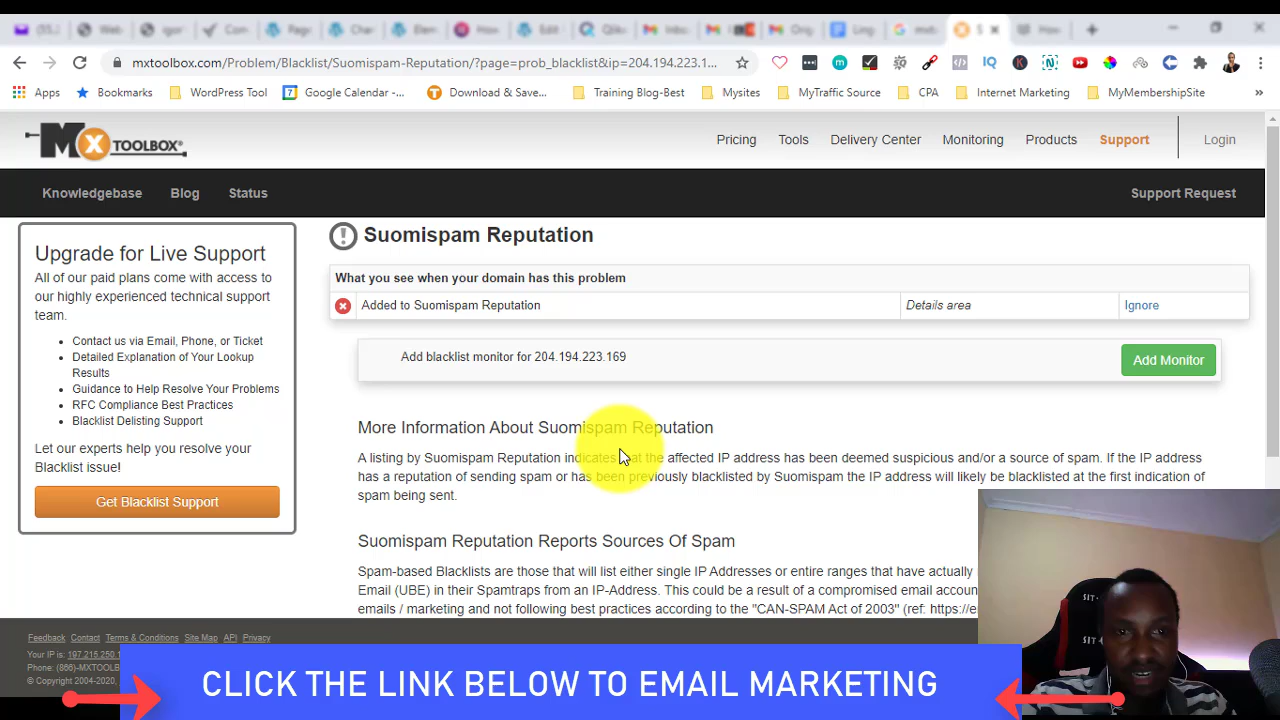 mxtoolbox.com/Problem/Blacklist/Suomispam-Reputation/?page=prob_blacklist&ip=204.194.223.1...
Apps
Bookmarks
WordPress Tool
Google Calendar -...
Download & Save...
Training Blog-Best
Mysites
MyTraffic Source
CPA
Internet Marketing
MyMembershipSite
»
MX TOOLBOX®
Pricing
Tools
Delivery Center
Monitoring
Products
Support
Login
Knowledgebase
Blog
Status
Support Request
Upgrade for Live Support
All of our paid plans come with access to
our highly experienced technical support
team.
• Contact us via Email, Phone, or Ticket
• Detailed Explanation of Your Lookup
Results
• Guidance to Help Resolve Your Problems
• RFC Compliance Best Practices
• Blacklist Delisting Support
Let our experts help you resolve your
Blacklist issue!
Get Blacklist Support
Suomispam Reputation
What you see when your domain has this problem
Added to Suomispam Reputation
Details area
Ignore
Add blacklist monitor for 204.194.223.169
Add Monitor
More Information About Suomispam Reputation
A listing by Suomispam Reputation indicates that the affected IP address has been deemed suspicious and/or a source of spam. If the IP address
has a reputation of sending spam or has been previously blacklisted by Suomispam the IP address will likely be blacklisted at the first indication of
spam being sent.
Suomispam Reputation Reports Sources Of Spam
Spam-based Blacklists are those that will list either single IP Addresses or entire ranges that have actually
Email (UBE) in their Spamtraps from an IP-Address. This could be a result of a compromised email accoun
emails / marketing and not following best practices according to the "CAN-SPAM Act of 2003" (ref: https://e
Feedback
Contact
Terms & Conditions
Site Map
API
Privacy
Your IP is: 197.215.250.1
Phone: (866)-MXTOOLB
© Copyright 2004-2020,
CLICK THE LINK BELOW TO EMAIL MARKETING